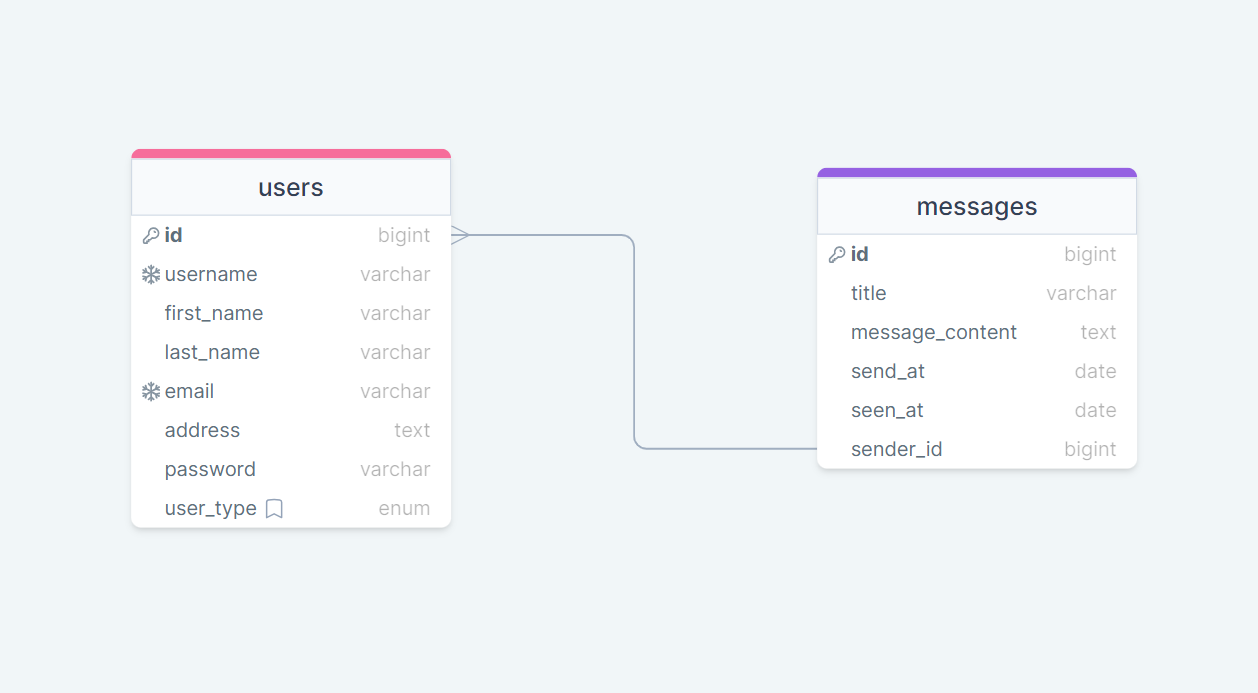 users
id bigint
username varchar
first_name varchar
last_name varchar
email varchar
address text
password varchar
user_type enum
messages
id bigint
title varchar
message_content text
send_at date
seen_at date
sender_id bigint